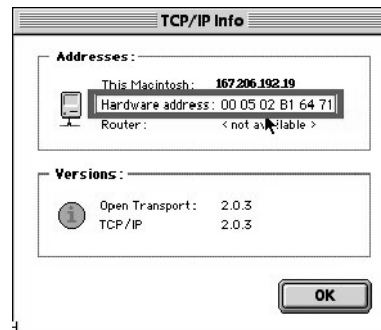 TCP/IP Info
Addresses:
This Macintosh: 167.206.192.19
Hardware address: 00 05 02 B1 64 71
Router: < not available >
Versions:
Open Transport: 2.0.3
TCP/IP 2.0.3
OK